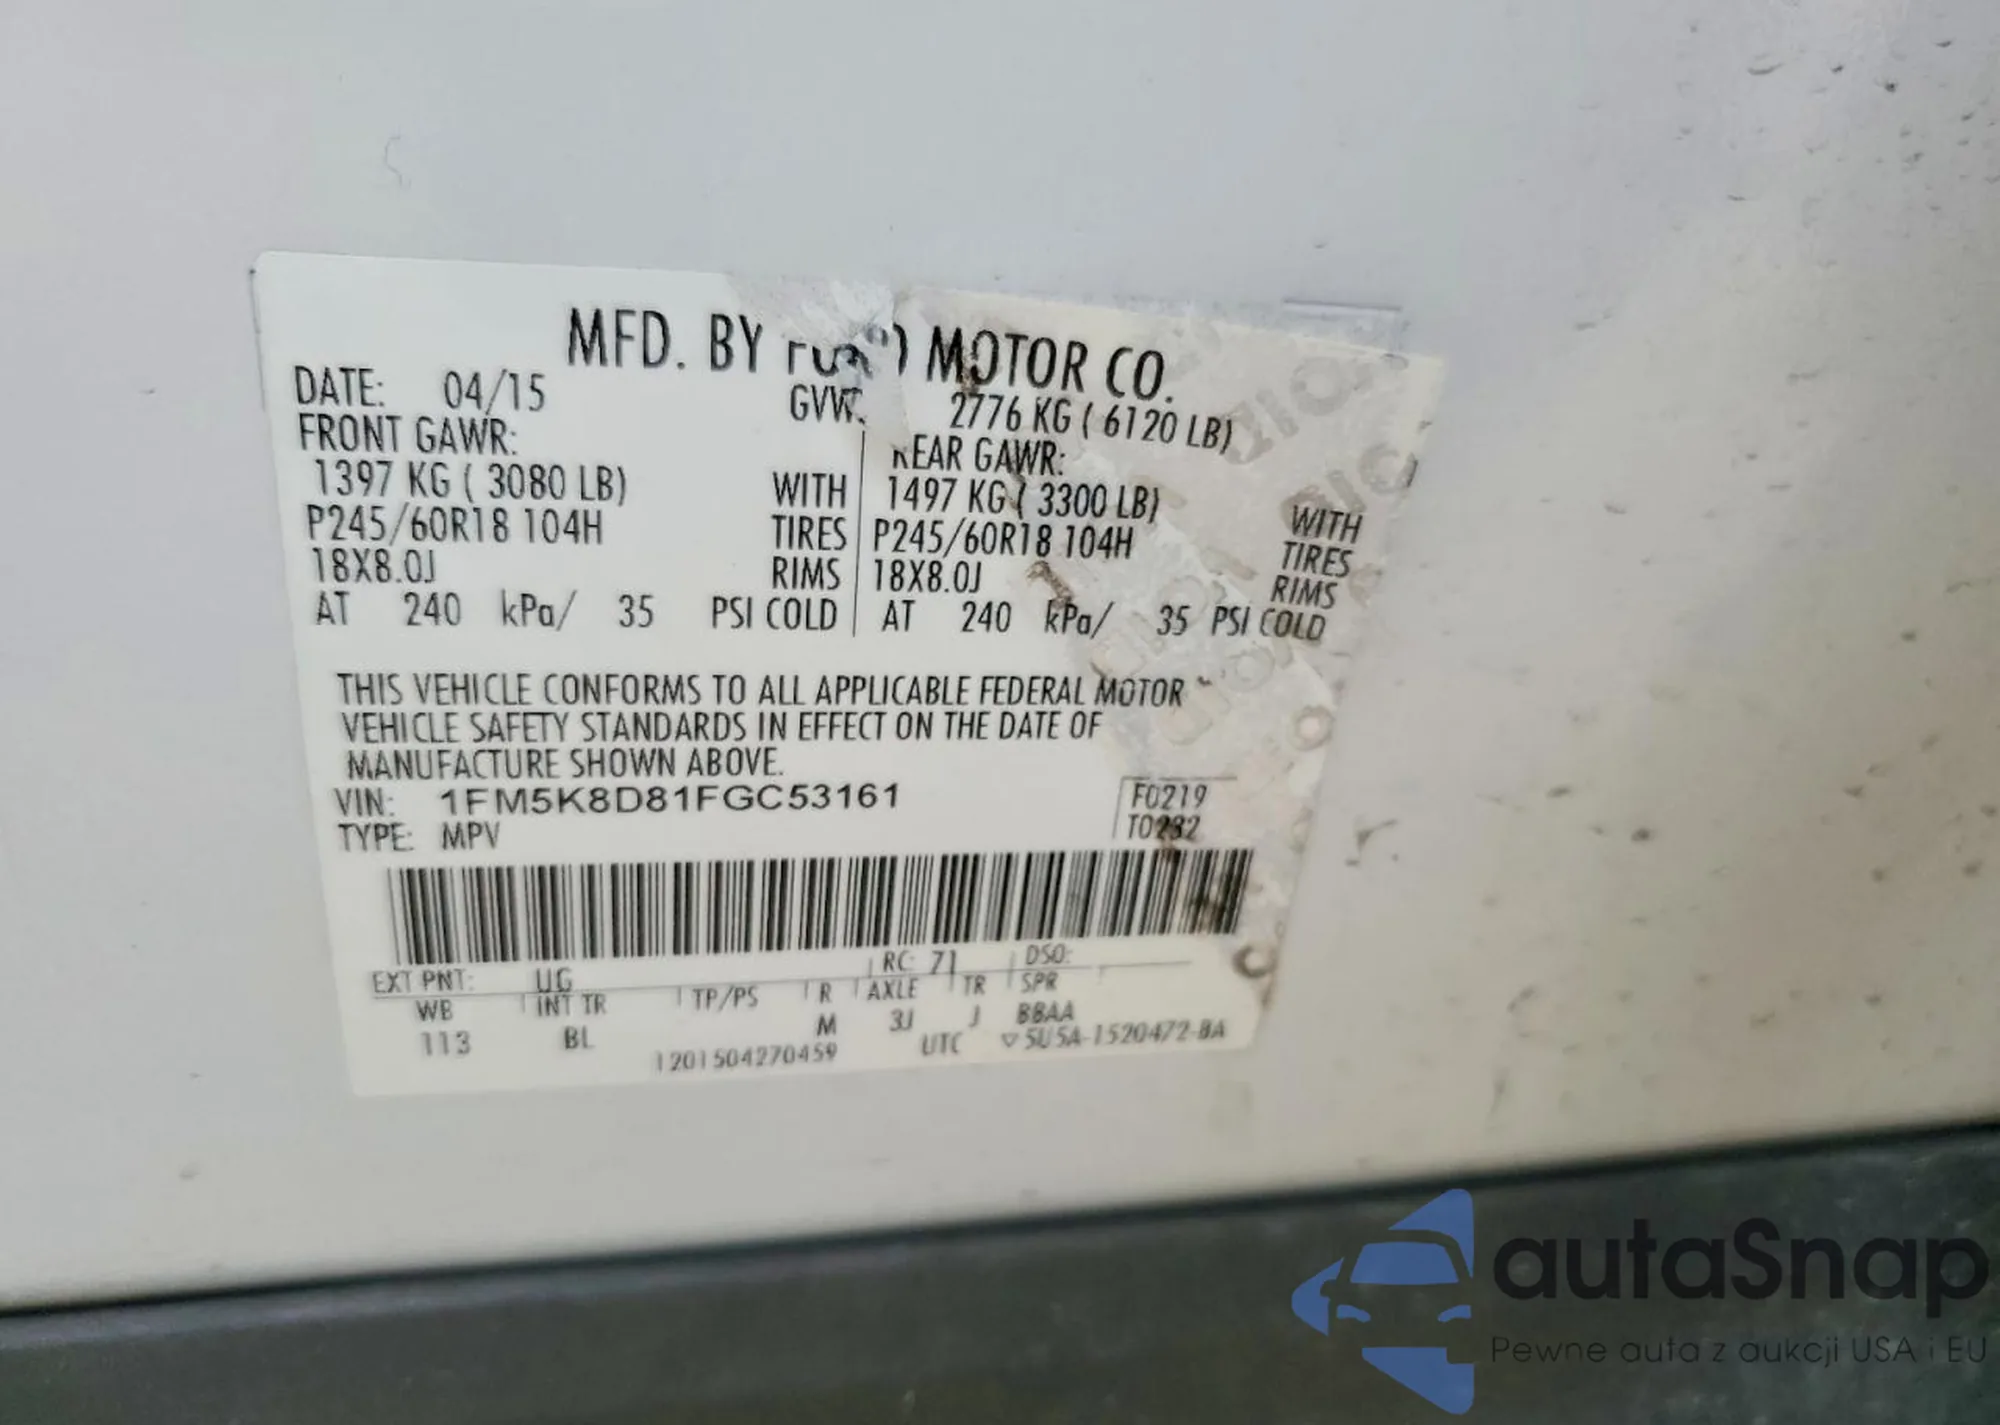 MFD. BY FORD MOTOR CO.
DATE: 04/15 GVW. 2776 KG ( 6120 LB)
FRONT GAWR: REAR GAWR:
1397 KG ( 3080 LB) WITH 1497 KG ( 3300 LB) WITH
P245/60R18 104H TIRES P245/60R18 104H TIRES
18X8.0J RIMS 18X8.0J RIMS
AT 240 kPa/ 35 PSI COLD AT 240 kPa/ 35 PSI COLD
THIS VEHICLE CONFORMS TO ALL APPLICABLE FEDERAL MOTOR
VEHICLE SAFETY STANDARDS IN EFFECT ON THE DATE OF
MANUFACTURE SHOWN ABOVE.
VIN: 1FM5K8D81FGC53161 F0219
TYPE: MPV T0232
EXT PNT: UG RC: 71 DSO:
WB INT TR TP/PS R AXLE TR SPR
113 BL M 3J J BBAA
1201504270459 UTC ▽5U5A-1520472-BA
VOID
VOID
autaSnap
Pewne auta z aukcji USA i EU